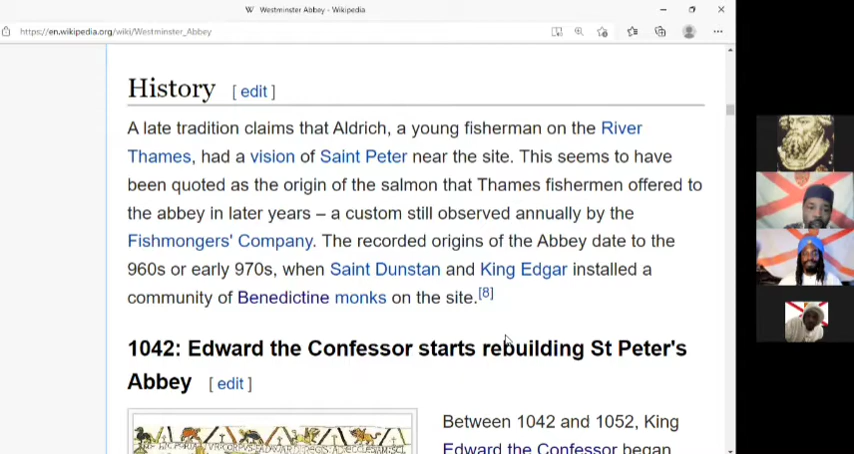 Westminster Abbey - Wikipedia
https://en.wikipedia.org/wiki/Westminster_Abbey
History [ edit ]
A late tradition claims that Aldrich, a young fisherman on the River
Thames, had a vision of Saint Peter near the site. This seems to have
been quoted as the origin of the salmon that Thames fishermen offered to
the abbey in later years – a custom still observed annually by the
Fishmongers' Company. The recorded origins of the Abbey date to the
960s or early 970s, when Saint Dunstan and King Edgar installed a
community of Benedictine monks on the site.[8]
1042: Edward the Confessor starts rebuilding St Peter's
Abbey [ edit ]
Between 1042 and 1052, King
Edward the Confessor began